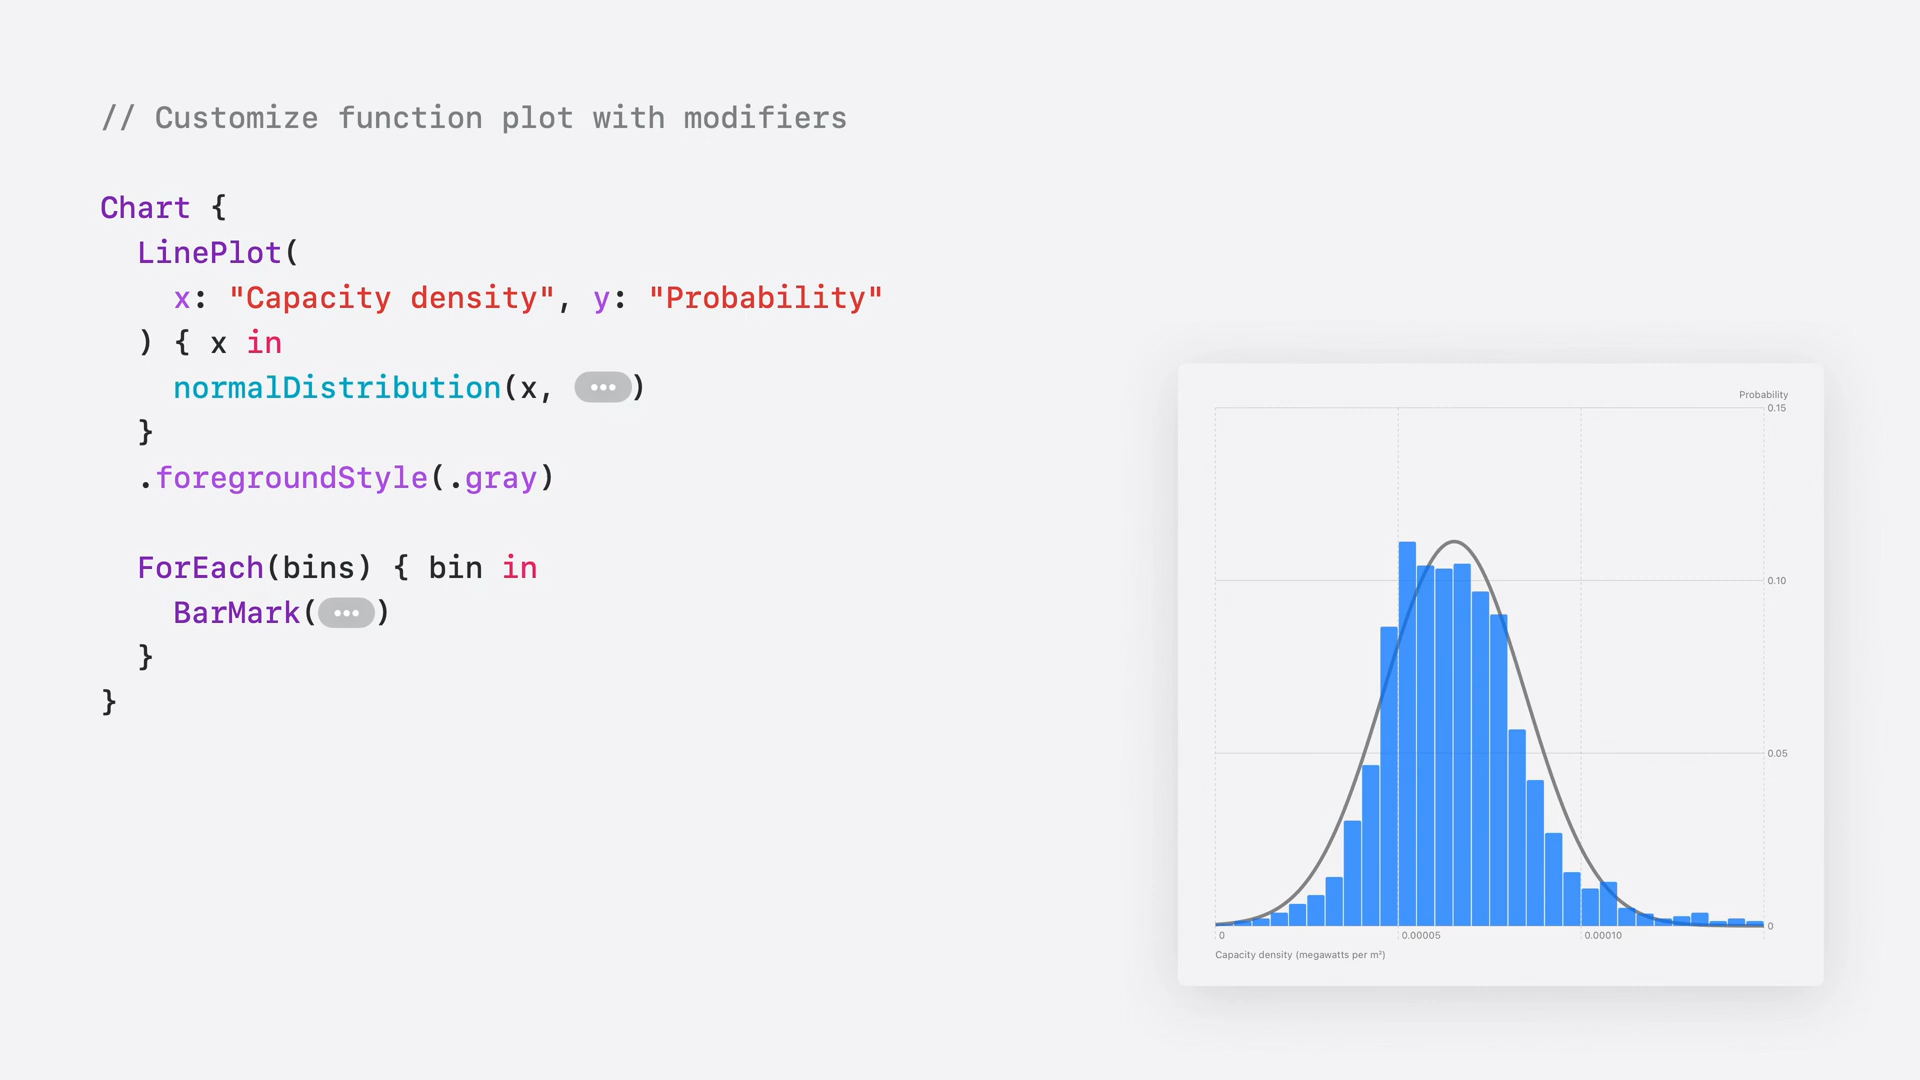 // Customize function plot with modifiers
Chart {
LinePlot(
x: "Capacity density", y: "Probability"
) { x in
normalDistribution(x, •••)
}
.foregroundStyle(.gray)
ForEach(bins) { bin in
BarMark(•••)
}
}
Probability
0.15
0.10
0.05
0
0
0.00005
0.00010
Capacity density (megawatts per m²)